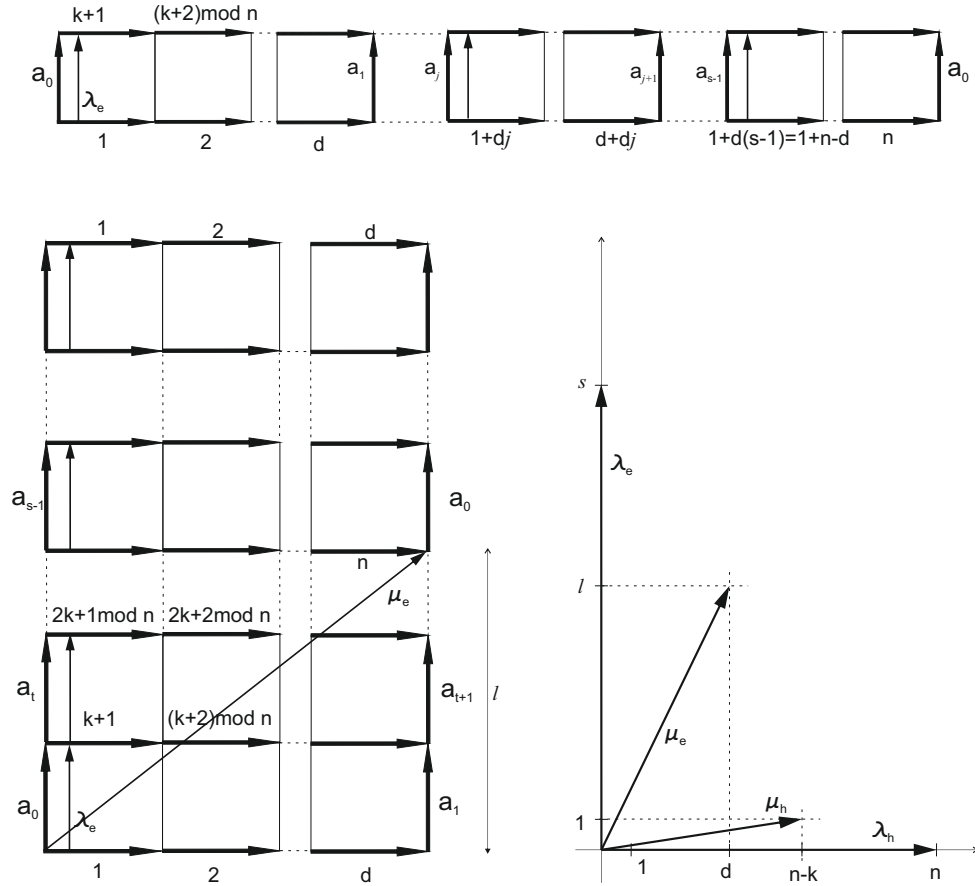 k+1 (k+2)mod n
a₀ λₑ a₁ aⱼ aⱼ₊₁ aₛ₋₁ a₀
1 2 d 1+dj d+dj 1+d(s-1)=1+n-d n
1 2 d
s
λₑ
aₛ₋₁ a₀
n
μₑ
l
2k+1mod n 2k+2mod n
aₜ aₜ₊₁ l
μₑ
k+1 (k+2)mod n
a₀ λₑ a₁
1 μₕ λₕ
1 2 d
1 d n-k n